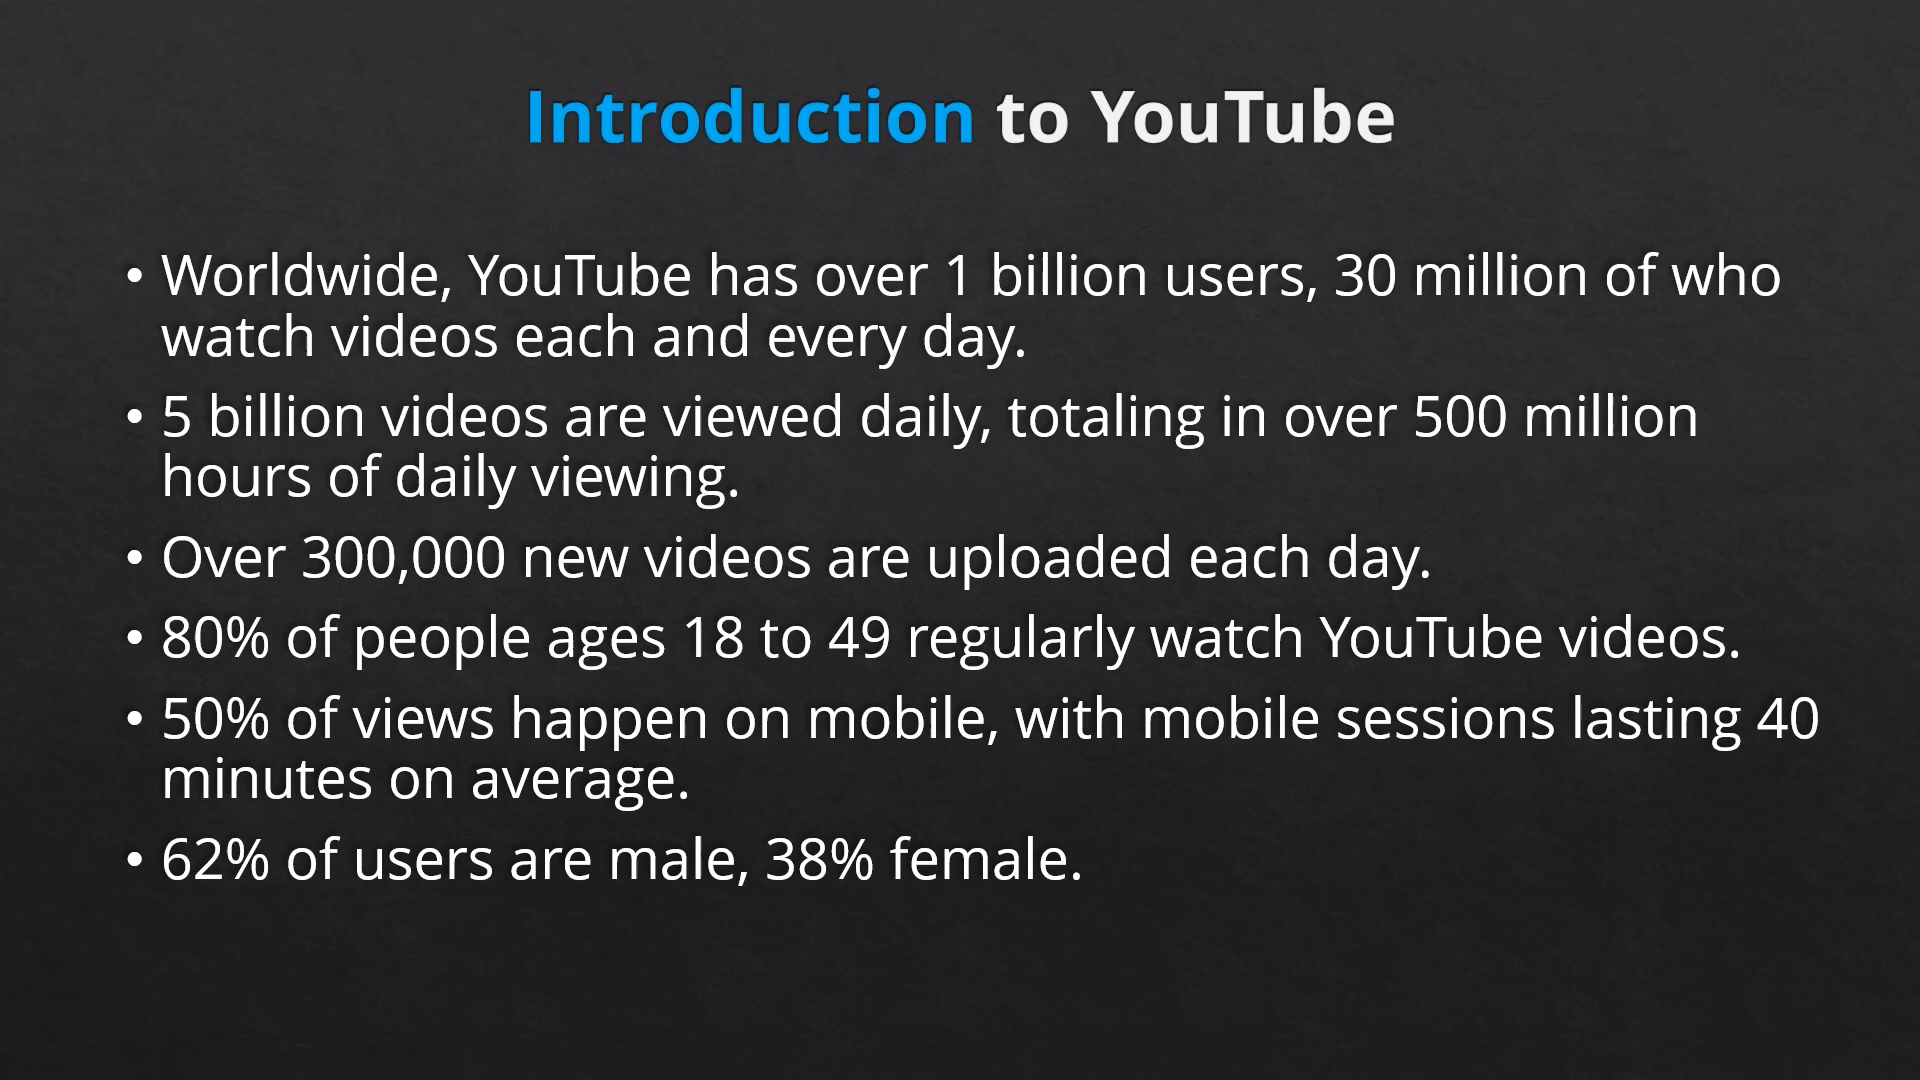 Introduction to YouTube
• Worldwide, YouTube has over 1 billion users, 30 million of who
watch videos each and every day.
• 5 billion videos are viewed daily, totaling in over 500 million
hours of daily viewing.
• Over 300,000 new videos are uploaded each day.
• 80% of people ages 18 to 49 regularly watch YouTube videos.
• 50% of views happen on mobile, with mobile sessions lasting 40
minutes on average.
• 62% of users are male, 38% female.